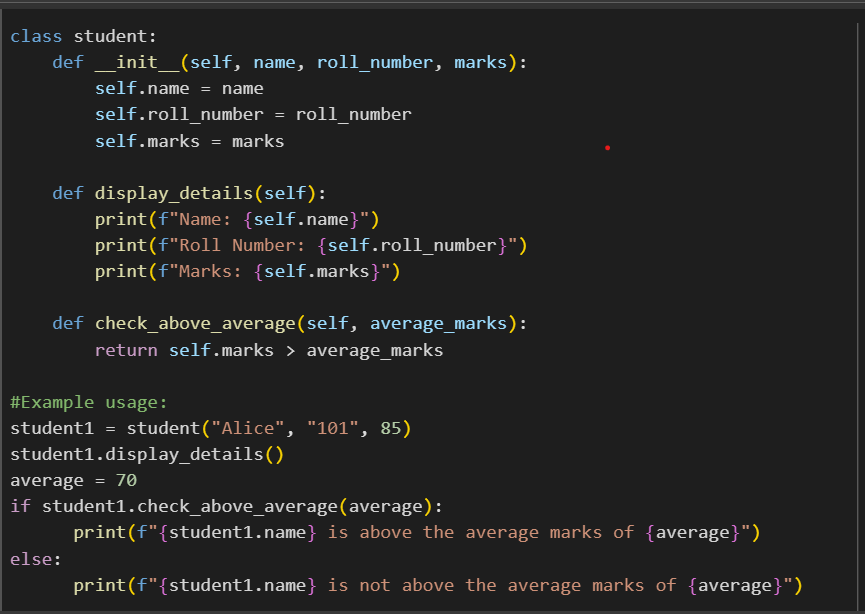 class student:
    def __init__(self, name, roll_number, marks):
        self.name = name
        self.roll_number = roll_number
        self.marks = marks

    def display_details(self):
        print(f"Name: {self.name}")
        print(f"Roll Number: {self.roll_number}")
        print(f"Marks: {self.marks}")

    def check_above_average(self, average_marks):
        return self.marks > average_marks

#Example usage:
student1 = student("Alice", "101", 85)
student1.display_details()
average = 70
if student1.check_above_average(average):
      print(f"{student1.name} is above the average marks of {average}")
else:
      print(f"{student1.name} is not above the average marks of {average}")